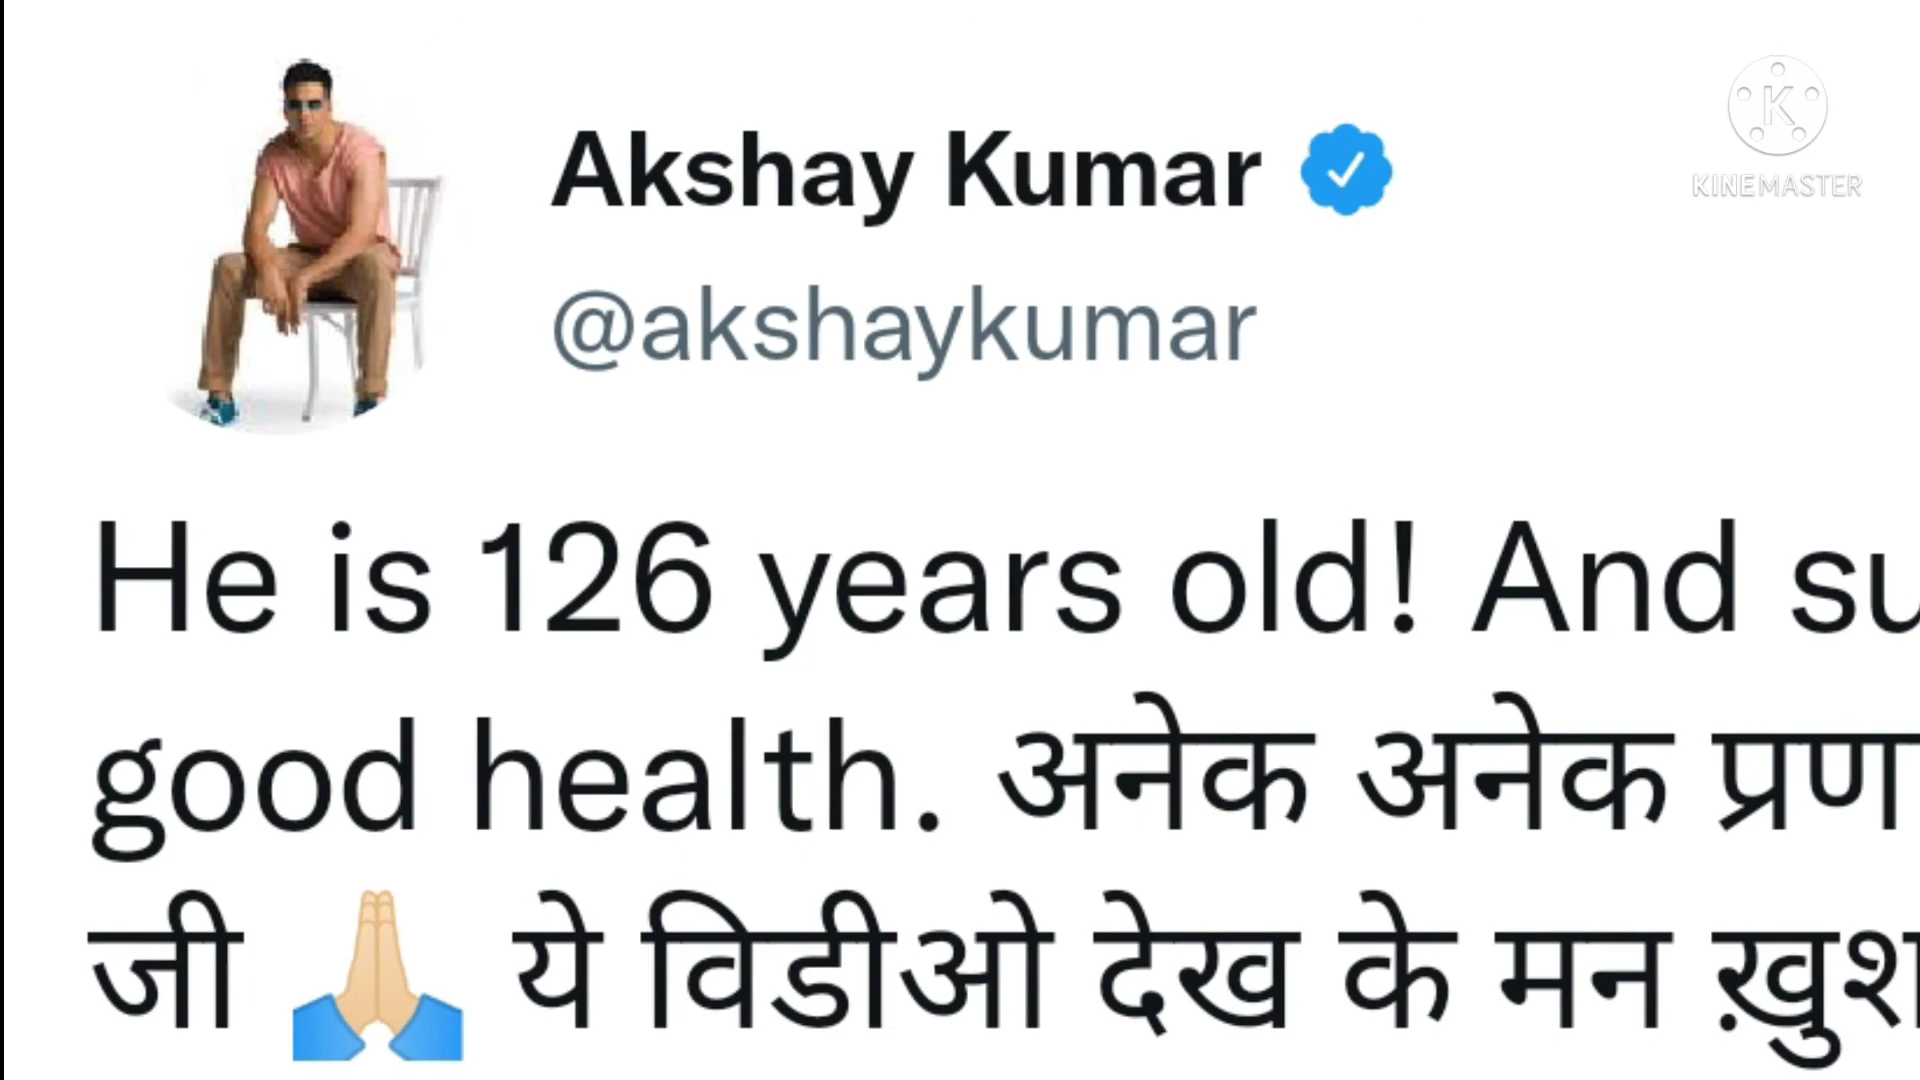 Akshay Kumar
@akshaykumar
KINEMASTER
He is 126 years old! And
good health. अनेक अनेक
जी 🙏🏻 ये विडीओ देख के मन